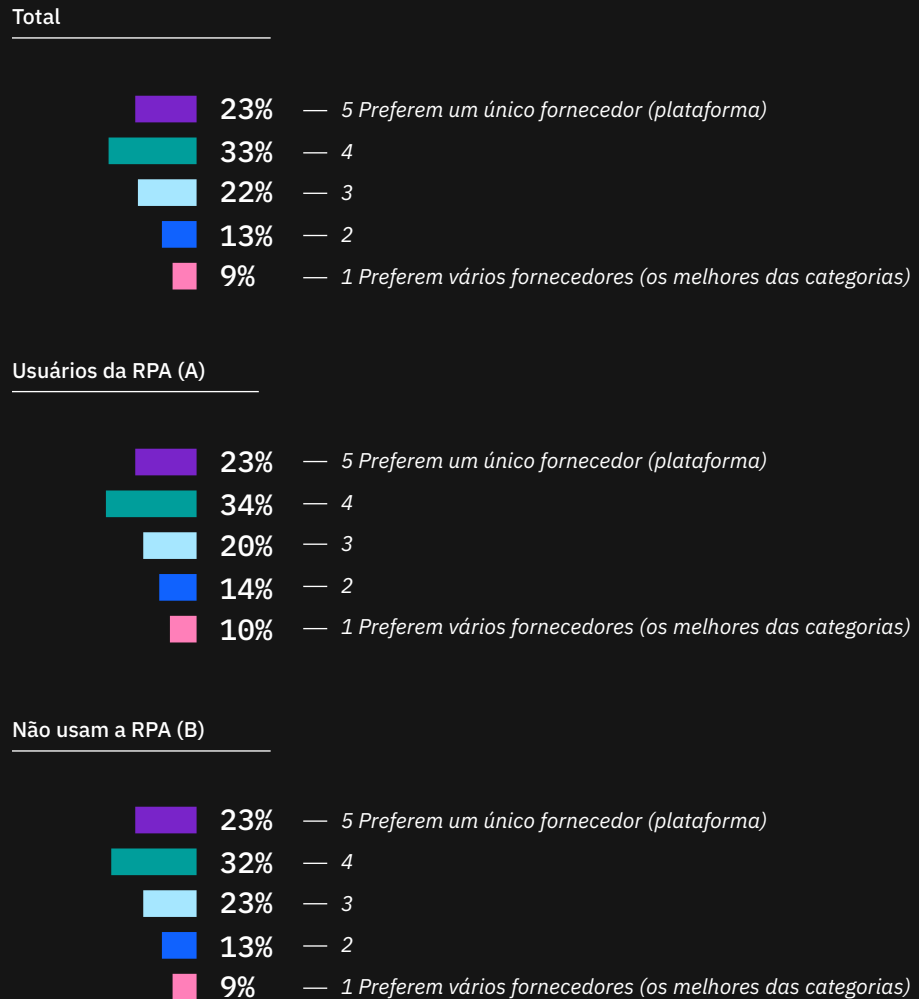 Total
23% — 5 Preferem um único fornecedor (plataforma)
33% — 4
22% — 3
13% — 2
9% — 1 Preferem vários fornecedores (os melhores das categorias)
Usuários da RPA (A)
23% — 5 Preferem um único fornecedor (plataforma)
34% — 4
20% — 3
14% — 2
10% — 1 Preferem vários fornecedores (os melhores das categorias)
Não usam a RPA (B)
23% — 5 Preferem um único fornecedor (plataforma)
32% — 4
23% — 3
13% — 2
9% — 1 Preferem vários fornecedores (os melhores das categorias)